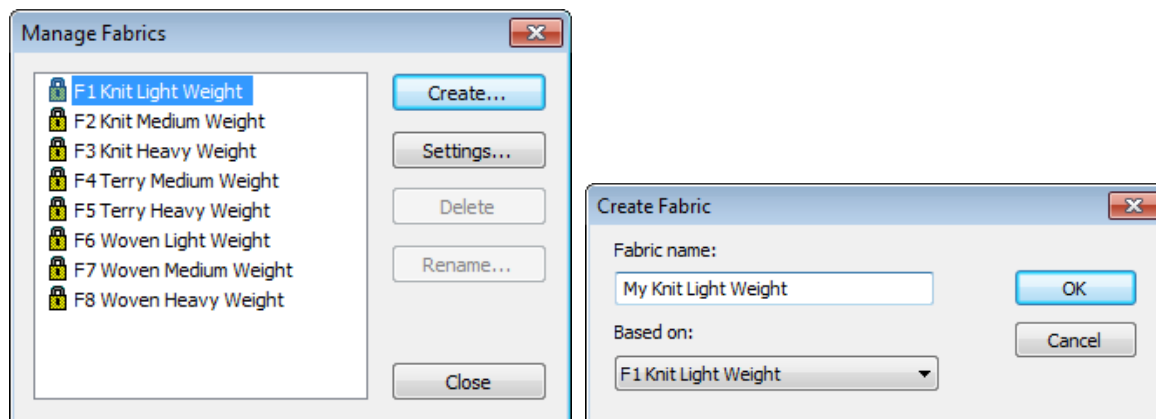 Manage Fabrics
F1 Knit Light Weight
F2 Knit Medium Weight
F3 Knit Heavy Weight
F4 Terry Medium Weight
F5 Terry Heavy Weight
F6 Woven Light Weight
F7 Woven Medium Weight
F8 Woven Heavy Weight
Create...
Settings...
Delete
Rename...
Close
Create Fabric
Fabric name:
My Knit Light Weight
Based on:
F1 Knit Light Weight
OK
Cancel